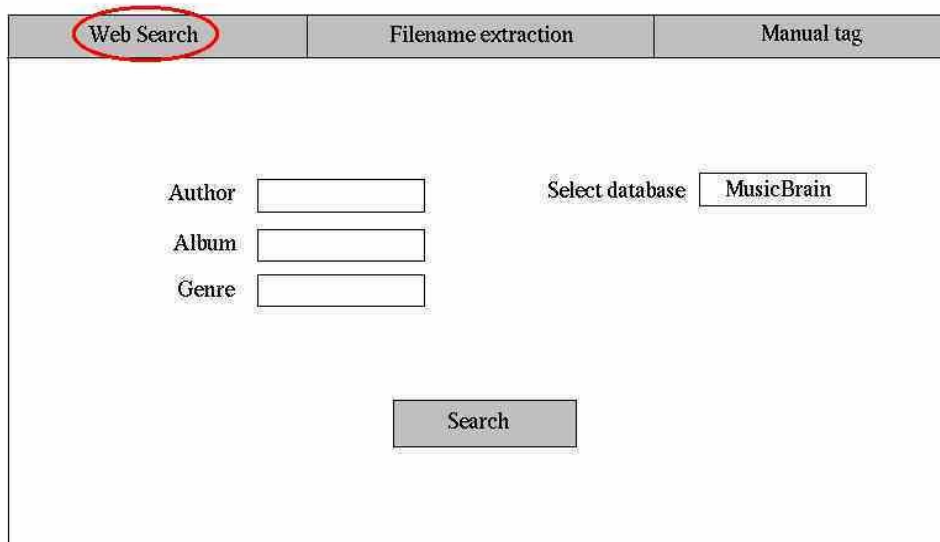 Web Search Filename extraction Manual tag
Author Select database MusicBrain
Album
Genre
Search